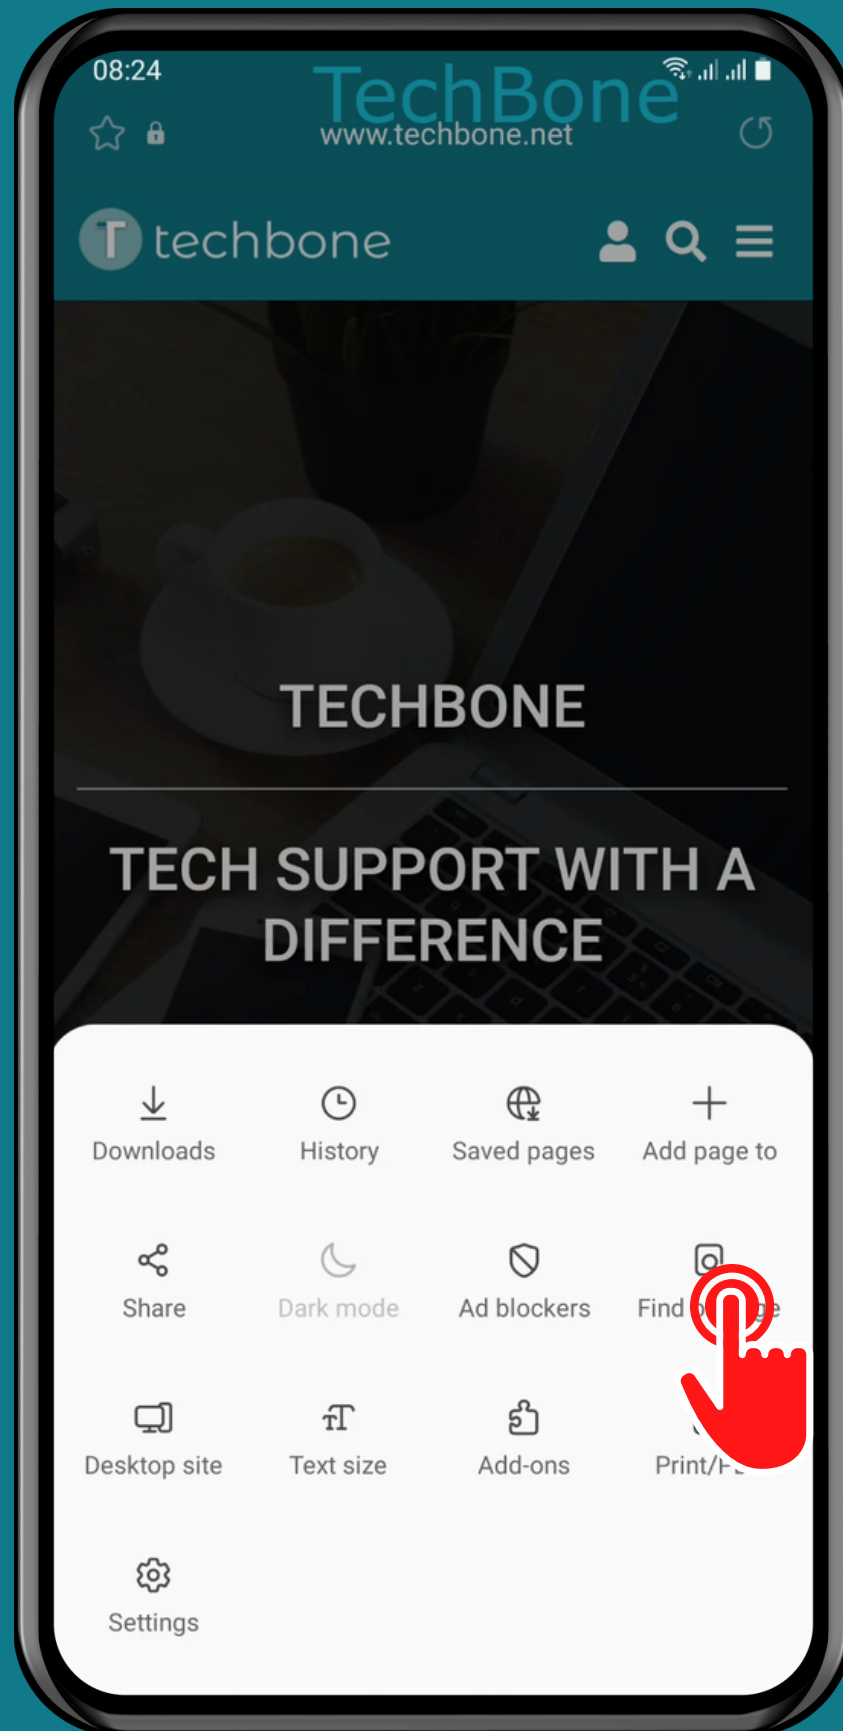 08:24
TechBone
www.techbone.net
T techbone
TECHBONE
TECH SUPPORT WITH A
DIFFERENCE
Downloads History Saved pages Add page to
Share Dark mode Ad blockers Find
Desktop site Text size Add-ons Print/
Settings